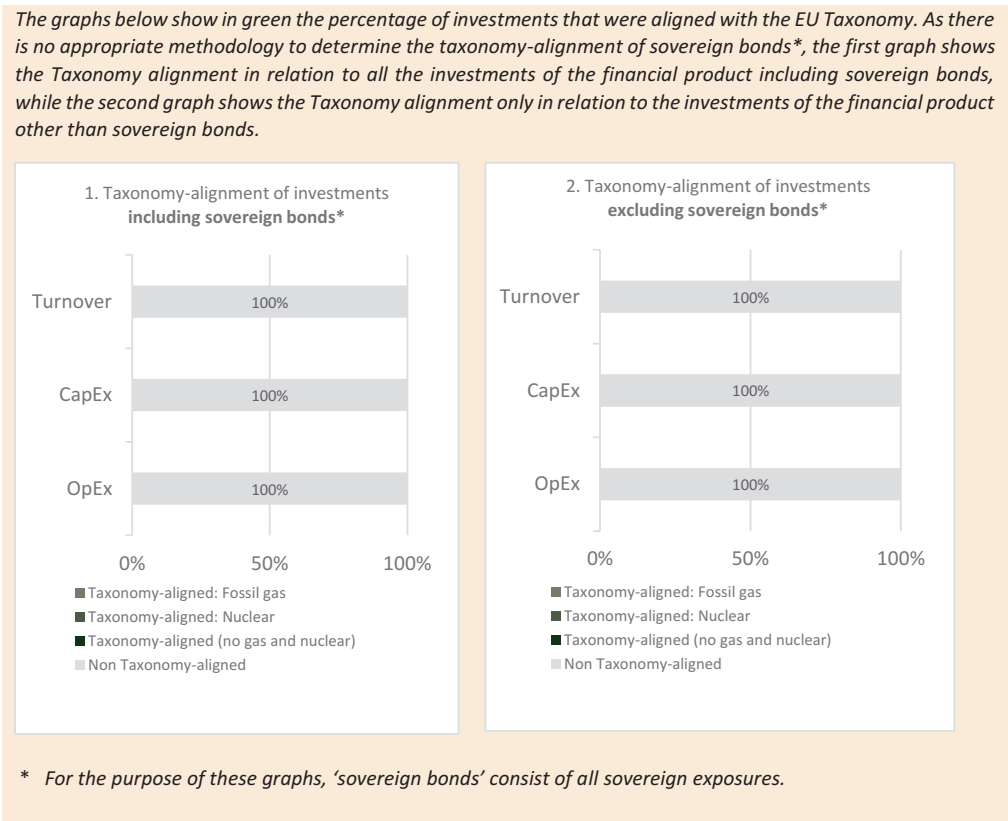 The graphs below show in green the percentage of investments that were aligned with the EU Taxonomy. As there
is no appropriate methodology to determine the taxonomy-alignment of sovereign bonds*, the first graph shows
the Taxonomy alignment in relation to all the investments of the financial product including sovereign bonds,
while the second graph shows the Taxonomy alignment only in relation to the investments of the financial product
other than sovereign bonds.
1. Taxonomy-alignment of investments
including sovereign bonds*
Turnover
100%
CapEx
100%
OpEx
100%
0% 50% 100%
Taxonomy-aligned: Fossil gas
Taxonomy-aligned: Nuclear
Taxonomy-aligned (no gas and nuclear)
Non Taxonomy-aligned
2. Taxonomy-alignment of investments
excluding sovereign bonds*
Turnover
100%
CapEx
100%
OpEx
100%
0% 50% 100%
Taxonomy-aligned: Fossil gas
Taxonomy-aligned: Nuclear
Taxonomy-aligned (no gas and nuclear)
Non Taxonomy-aligned
* For the purpose of these graphs, ‘sovereign bonds’ consist of all sovereign exposures.